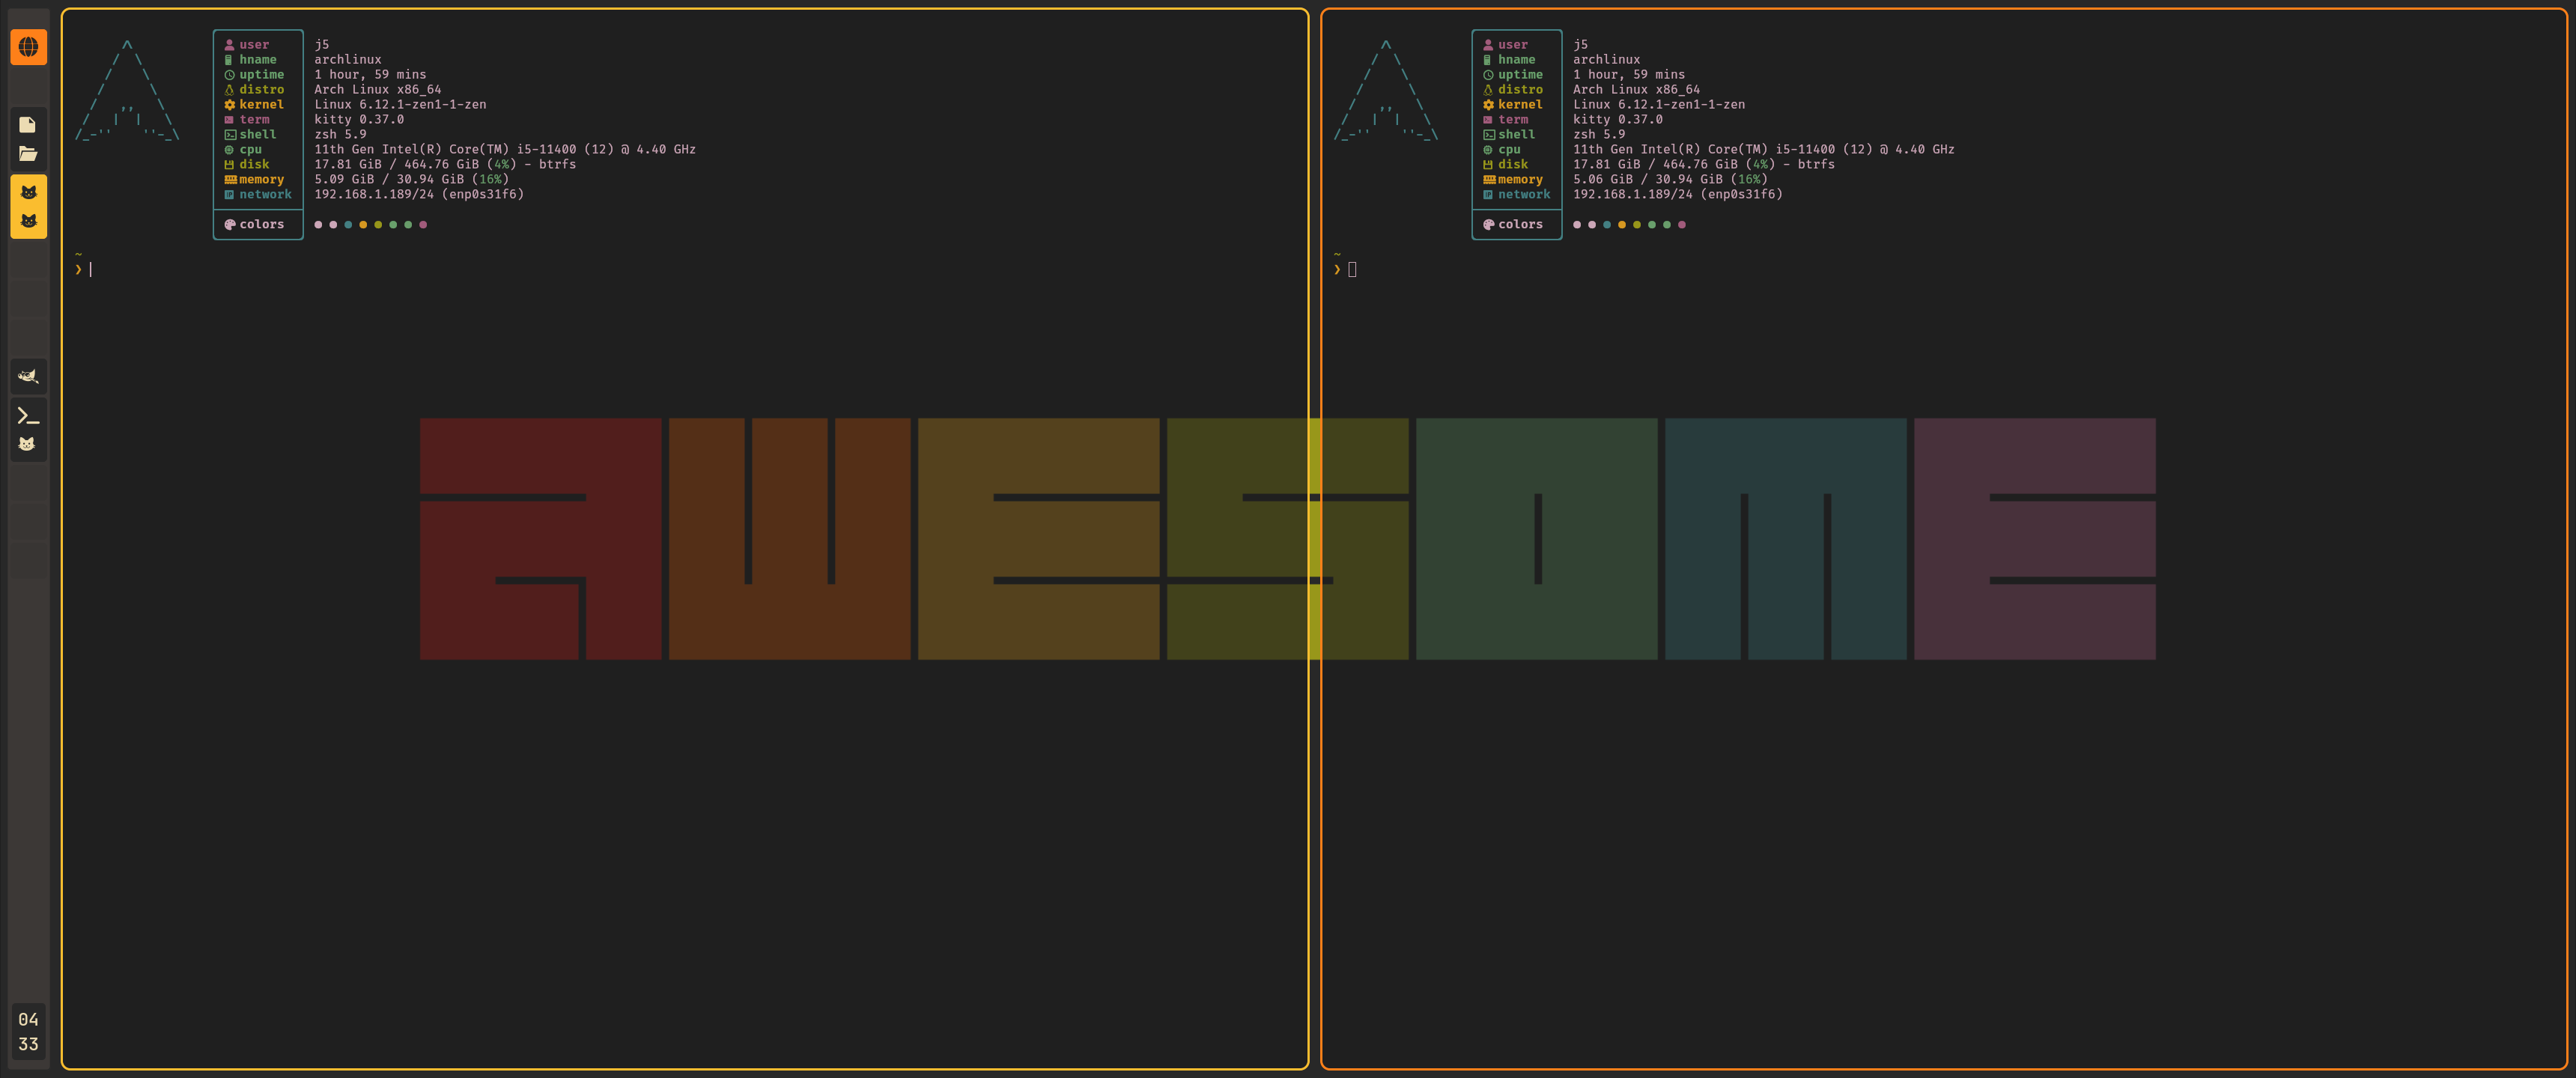 user j5
hname archlinux
uptime 1 hour, 59 mins
distro Arch Linux x86_64
kernel Linux 6.12.1-zen1-1-zen
term kitty 0.37.0
shell zsh 5.9
cpu 11th Gen Intel(R) Core(TM) i5-11400 (12) @ 4.40 GHz
disk 17.81 GiB / 464.76 GiB (4%) - btrfs
memory 5.09 GiB / 30.94 GiB (16%)
network 192.168.1.189/24 (enp0s31f6)
colors
~
❯
user j5
hname archlinux
uptime 1 hour, 59 mins
distro Arch Linux x86_64
kernel Linux 6.12.1-zen1-1-zen
term kitty 0.37.0
shell zsh 5.9
cpu 11th Gen Intel(R) Core(TM) i5-11400 (12) @ 4.40 GHz
disk 17.81 GiB / 464.76 GiB (4%) - btrfs
memory 5.06 GiB / 30.94 GiB (16%)
network 192.168.1.189/24 (enp0s31f6)
colors
~
❯
awesome
04
33